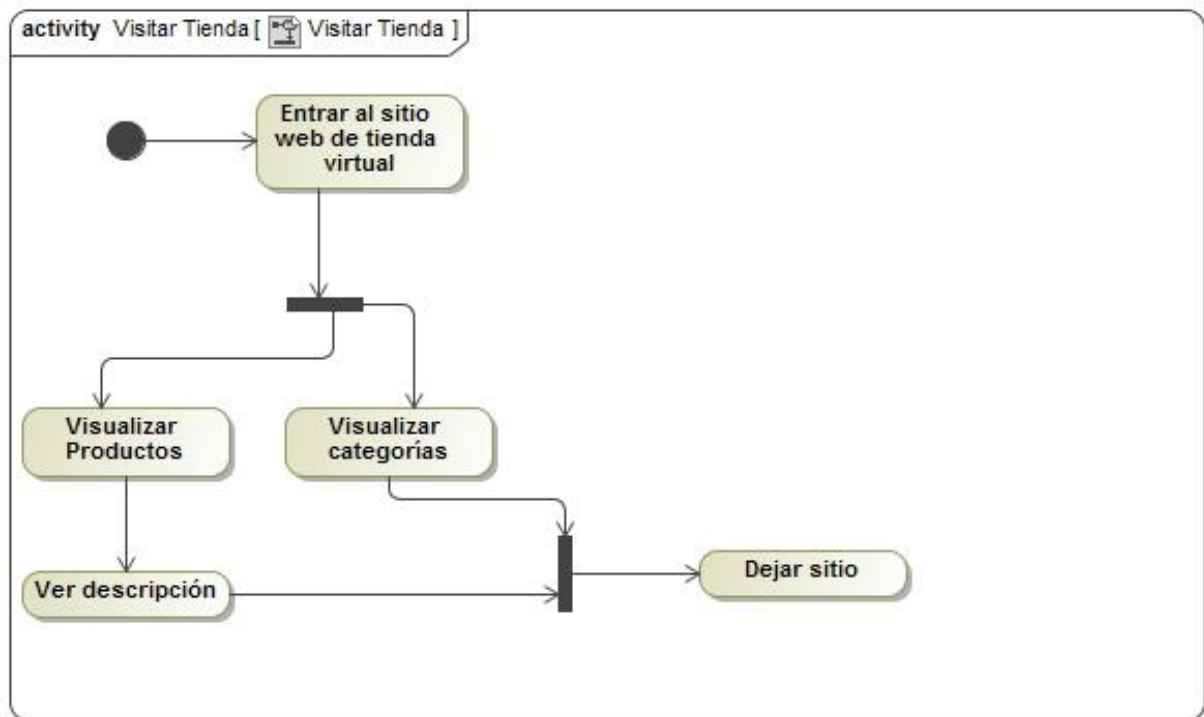 activity Visitar Tienda [ Visitar Tienda ]
Entrar al sitio
web de tienda
virtual
Visualizar
Productos
Visualizar
categorías
Ver descripción
Dejar sitio